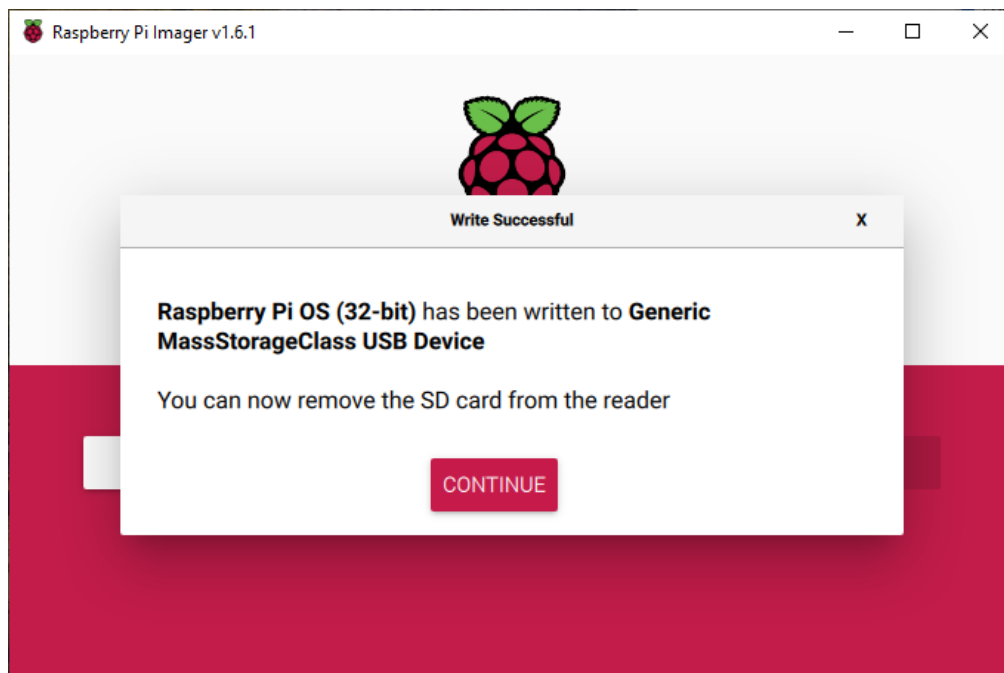 Raspberry Pi Imager v1.6.1
Write Successful
X
Raspberry Pi OS (32-bit) has been written to Generic
MassStorageClass USB Device
You can now remove the SD card from the reader
CONTINUE